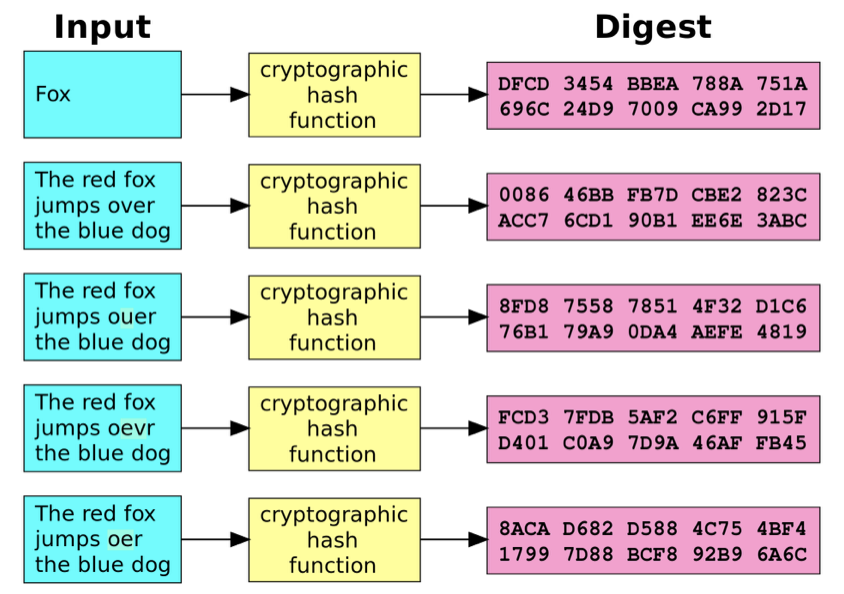 Input
Digest
Fox
cryptographic
hash
function
DFCD 3454 BBEA 788A 751A
696C 24D9 7009 CA99 2D17
The red fox
jumps over
the blue dog
cryptographic
hash
function
0086 46BB FB7D CBE2 823C
ACC7 6CD1 90B1 EE6E 3ABC
The red fox
jumps ouer
the blue dog
cryptographic
hash
function
8FD8 7558 7851 4F32 D1C6
76B1 79A9 0DA4 AEFE 4819
The red fox
jumps oevr
the blue dog
cryptographic
hash
function
FCD3 7FDB 5AF2 C6FF 915F
D401 C0A9 7D9A 46AF FB45
The red fox
jumps oer
the blue dog
cryptographic
hash
function
8ACA D682 D588 4C75 4BF4
1799 7D88 BCF8 92B9 6A6C